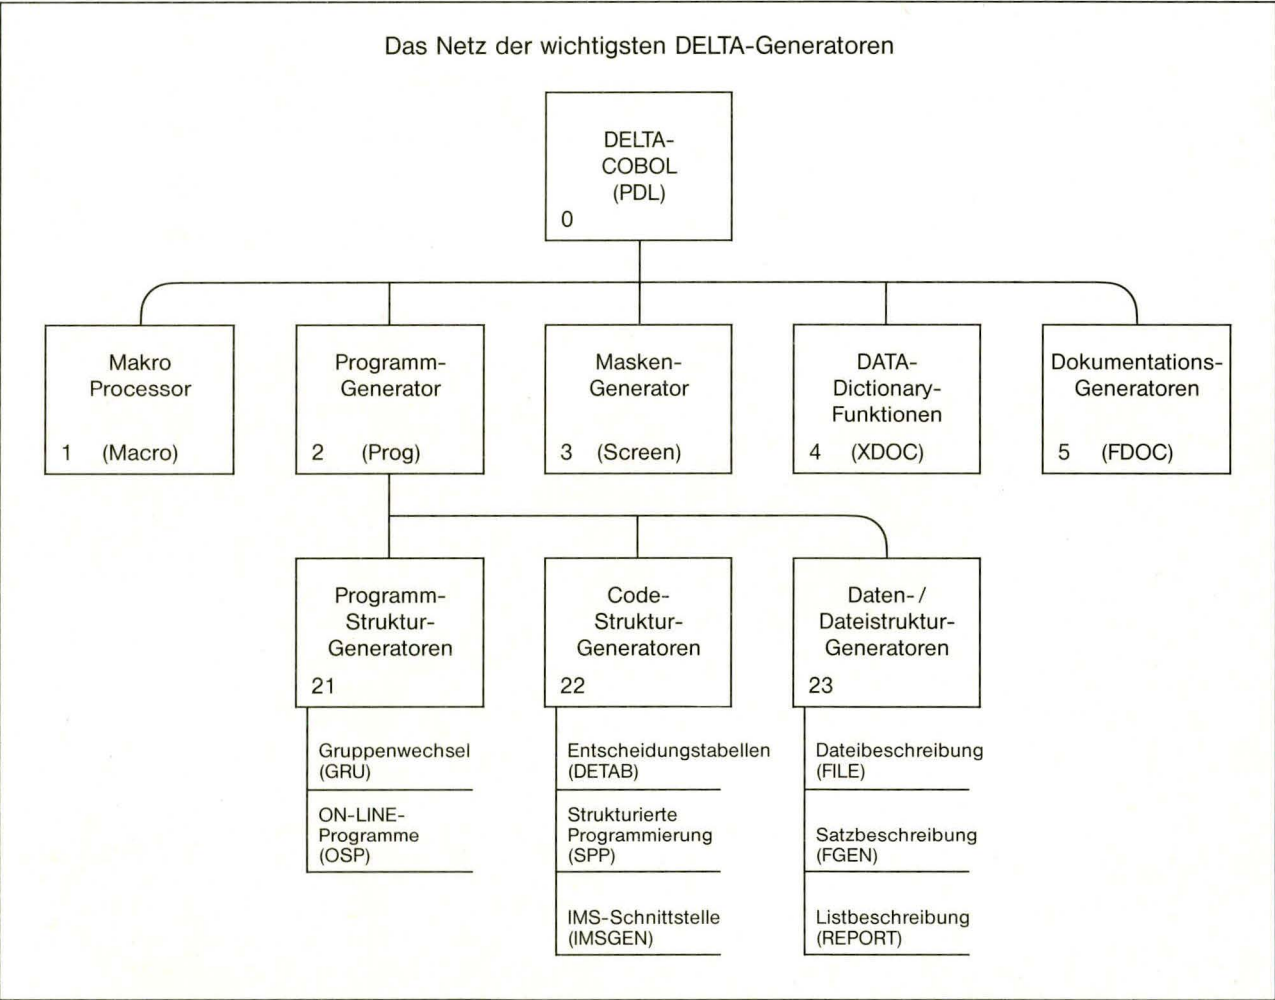 Das Netz der wichtigsten DELTA-Generatoren
DELTA-
COBOL
(PDL)
0
Makro
Processor
1 (Macro)
Programm-
Generator
2 (Prog)
Masken-
Generator
3 (Screen)
DATA-
Dictionary-
Funktionen
4 (XDOC)
Dokumentations-
Generatoren
5 (FDOC)
Programm-
Struktur-
Generatoren
21
Code-
Struktur-
Generatoren
22
Daten-/
Dateistruktur-
Generatoren
23
Gruppenwechsel
(GRU)
ON-LINE-
Programme
(OSP)
Entscheidungstabellen
(DETAB)
Strukturierte
Programmierung
(SPP)
IMS-Schnittstelle
(IMSGEN)
Dateibeschreibung
(FILE)
Satzbeschreibung
(FGEN)
Listbeschreibung
(REPORT)